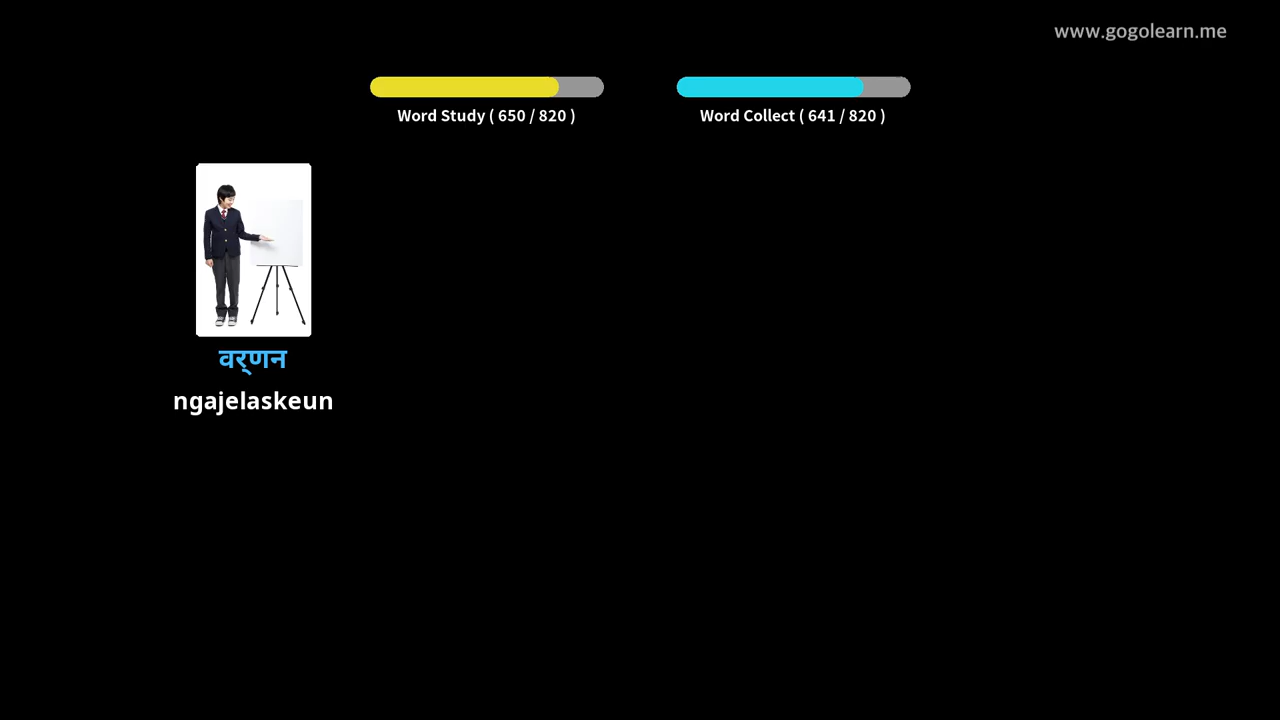 www.gogolearn.me
Word Study ( 650 / 820 )
Word Collect ( 641 / 820 )
वर्णन
ngajelaskeun